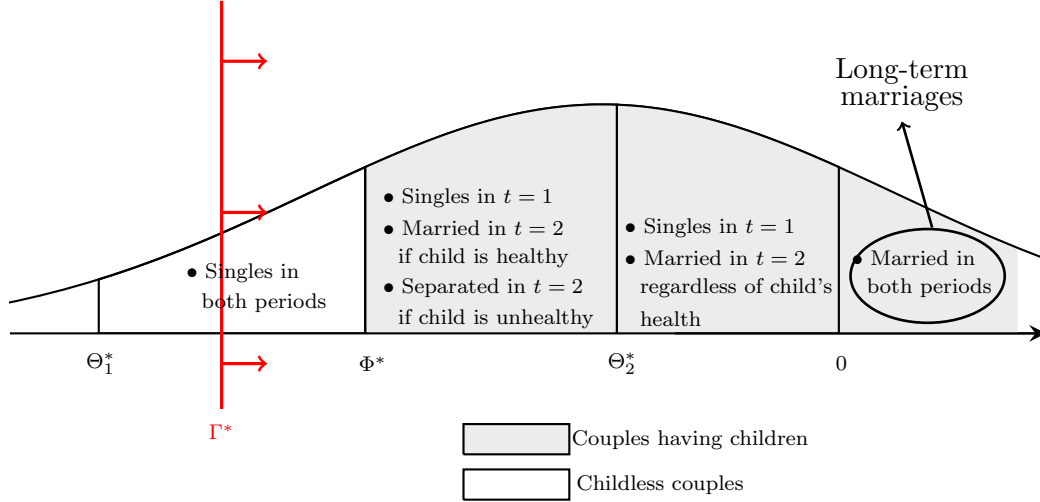 Long-term
marriages
• Singles in t = 1
• Married in t = 2
if child is healthy
• Separated in t = 2
if child is unhealthy
• Singles in t = 1
• Married in t = 2
regardless of child's
health
• Married in
both periods
• Singles in
both periods
Θ₁*
Φ*
Θ₂*
0
Γ*
Couples having children
Childless couples